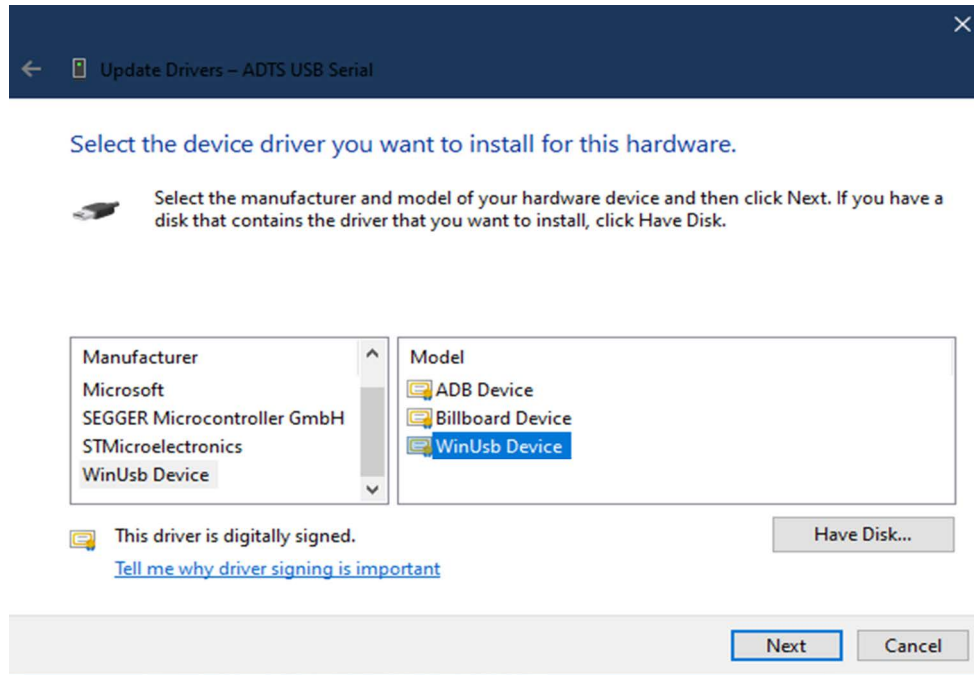 Update Drivers – ADTS USB Serial
Select the device driver you want to install for this hardware.
Select the manufacturer and model of your hardware device and then click Next. If you have a
disk that contains the driver that you want to install, click Have Disk.
Manufacturer
Microsoft
SEGGER Microcontroller GmbH
STMicroelectronics
WinUsb Device
Model
ADB Device
Billboard Device
WinUsb Device
This driver is digitally signed.
Have Disk...
Tell me why driver signing is important
Next
Cancel